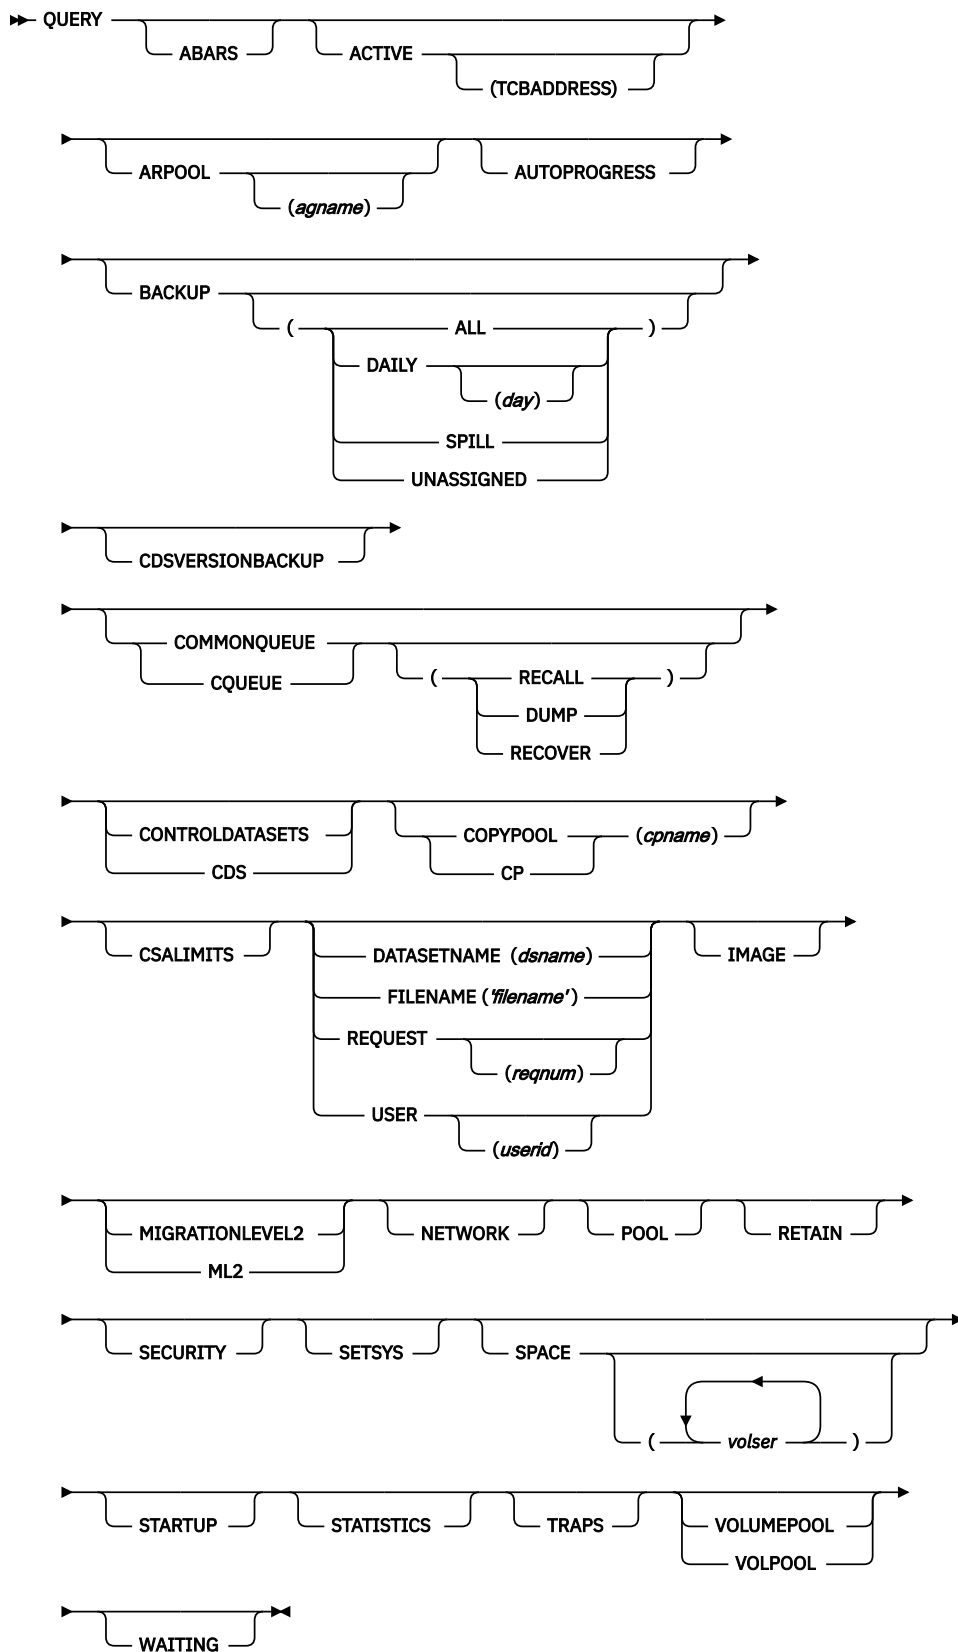 QUERY
ABARS ACTIVE
(TCBADDRESS)
ARPOOL AUTOPROGRESS
(agname)
BACKUP
( ALL )
DAILY
(day)
SPILL
UNASSIGNED
CDSVERSIONBACKUP
COMMONQUEUE
CQUEUE ( RECALL )
DUMP
RECOVER
CONTROLDATASETS COPYPOOL (cpname)
CDS CP
CSALIMITS DATASETNAME (dsname) IMAGE
FILENAME ('filename')
REQUEST
(reqnum)
USER
(userid)
MIGRATIONLEVEL2 NETWORK POOL RETAIN
ML2
SECURITY SETSYS SPACE
( volser )
STARTUP STATISTICS TRAPS VOLUMEPOOL
VOLPOOL
WAITING